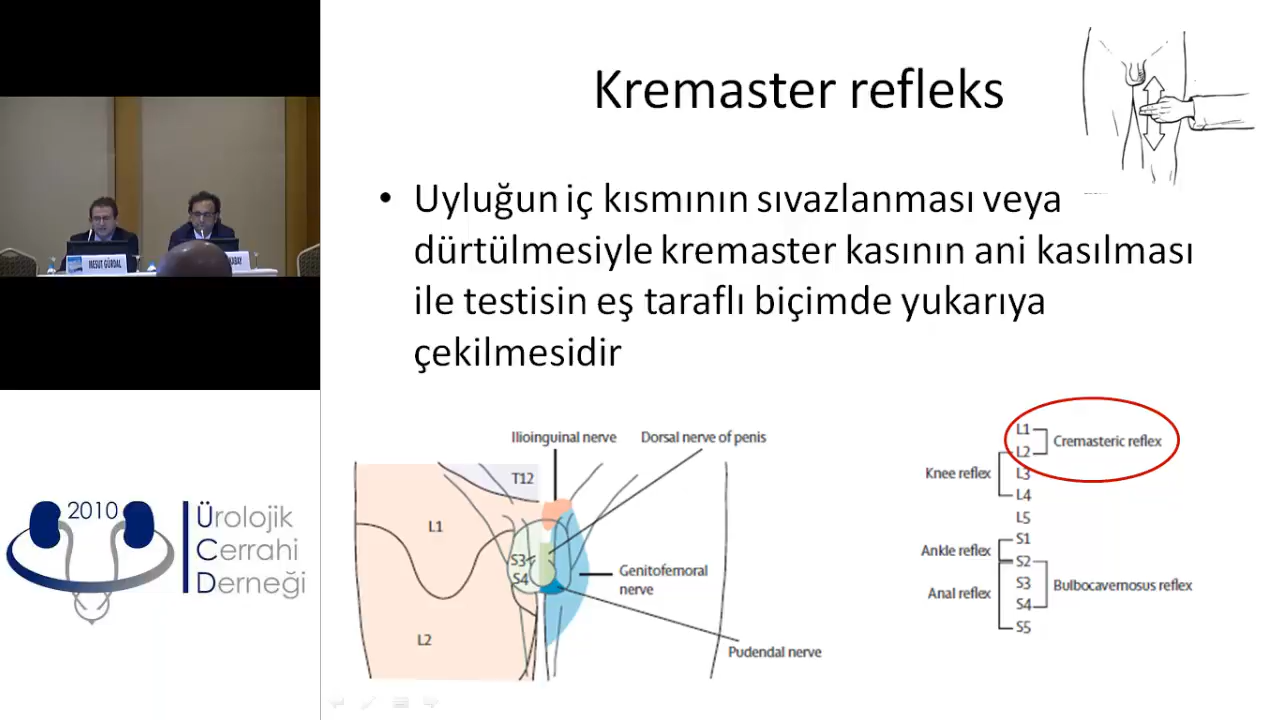 Kremaster refleks
• Uyluğun iç kısmının sıvazlanması veya
dürtülmesiyle kremaster kasının ani kasılması
ile testisin eş taraflı biçimde yukarıya
çekilmesidir
MESUT GÜRDAL
2010
Ürolojik
Cerrahi
Derneği
Ilioinguinal nerve
Dorsal nerve of penis
T12
L1
S3
S4
Genitofemoral
nerve
L2
Pudendal nerve
L1
Cremasteric reflex
L2
Knee reflex
L3
L4
L5
S1
Ankle reflex
S2
S3
Bulbocavernosus reflex
Anal reflex
S4
S5